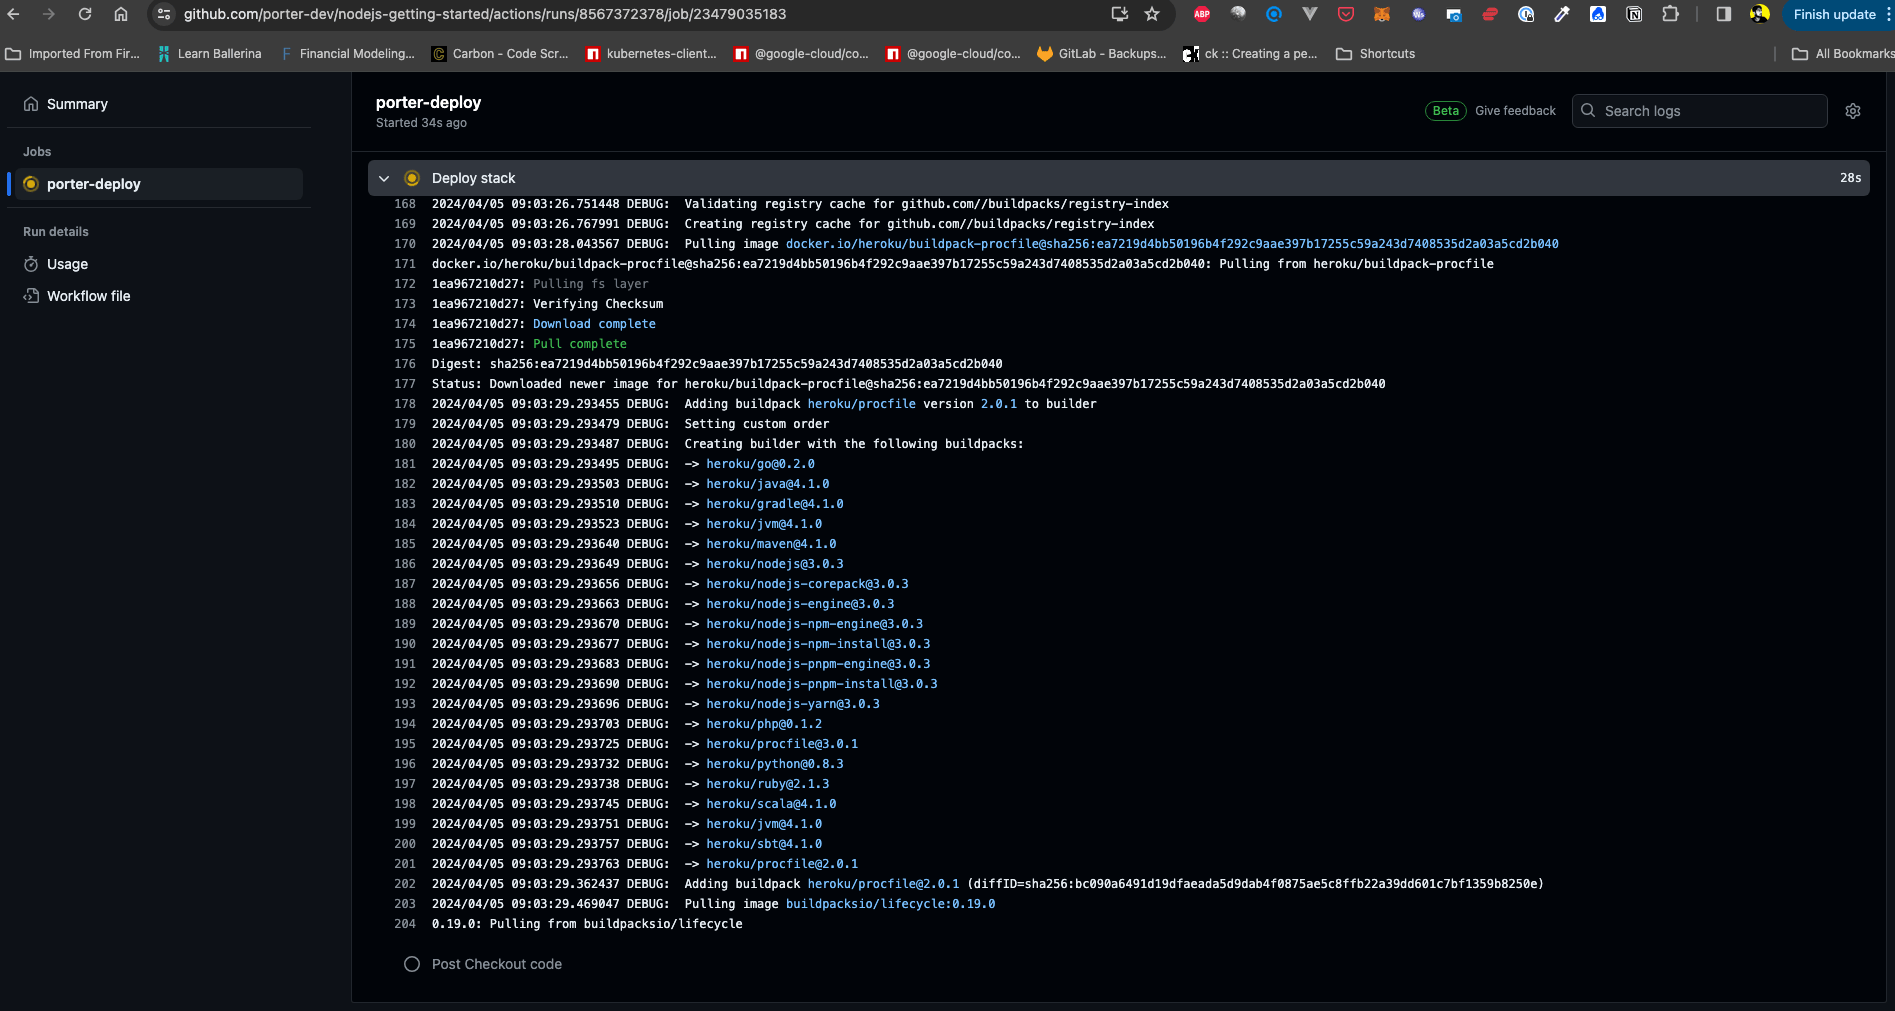 github.com/porter-dev/nodejs-getting-started/actions/runs/8567372378/job/23479035183
ABP
Ws
Finish update
Imported From Fir...
Learn Ballerina
F Financial Modeling...
C Carbon - Code Scr...
kubernetes-client...
@google-cloud/co...
@google-cloud/co...
GitLab - Backups...
ck :: Creating a pe...
Shortcuts
All Bookmarks
Summary
Jobs
porter-deploy
Run details
Usage
Workflow file
porter-deploy
Started 34s ago
Beta Give feedback
Search logs
Deploy stack 28s
168 2024/04/05 09:03:26.751448 DEBUG: Validating registry cache for github.com//buildpacks/registry-index
169 2024/04/05 09:03:26.767991 DEBUG: Creating registry cache for github.com//buildpacks/registry-index
170 2024/04/05 09:03:28.043567 DEBUG: Pulling image docker.io/heroku/buildpack-procfile@sha256:ea7219d4bb50196b4f292c9aae397b17255c59a243d7408535d2a03a5cd2b040
171 docker.io/heroku/buildpack-procfile@sha256:ea7219d4bb50196b4f292c9aae397b17255c59a243d7408535d2a03a5cd2b040: Pulling from heroku/buildpack-procfile
172 1ea967210d27: Pulling fs layer
173 1ea967210d27: Verifying Checksum
174 1ea967210d27: Download complete
175 1ea967210d27: Pull complete
176 Digest: sha256:ea7219d4bb50196b4f292c9aae397b17255c59a243d7408535d2a03a5cd2b040
177 Status: Downloaded newer image for heroku/buildpack-procfile@sha256:ea7219d4bb50196b4f292c9aae397b17255c59a243d7408535d2a03a5cd2b040
178 2024/04/05 09:03:29.293455 DEBUG: Adding buildpack heroku/procfile version 2.0.1 to builder
179 2024/04/05 09:03:29.293479 DEBUG: Setting custom order
180 2024/04/05 09:03:29.293487 DEBUG: Creating builder with the following buildpacks:
181 2024/04/05 09:03:29.293495 DEBUG: -> heroku/go@0.2.0
182 2024/04/05 09:03:29.293503 DEBUG: -> heroku/java@4.1.0
183 2024/04/05 09:03:29.293510 DEBUG: -> heroku/gradle@4.1.0
184 2024/04/05 09:03:29.293523 DEBUG: -> heroku/jvm@4.1.0
185 2024/04/05 09:03:29.293640 DEBUG: -> heroku/maven@4.1.0
186 2024/04/05 09:03:29.293649 DEBUG: -> heroku/nodejs@3.0.3
187 2024/04/05 09:03:29.293656 DEBUG: -> heroku/nodejs-corepack@3.0.3
188 2024/04/05 09:03:29.293663 DEBUG: -> heroku/nodejs-engine@3.0.3
189 2024/04/05 09:03:29.293670 DEBUG: -> heroku/nodejs-npm-engine@3.0.3
190 2024/04/05 09:03:29.293677 DEBUG: -> heroku/nodejs-npm-install@3.0.3
191 2024/04/05 09:03:29.293683 DEBUG: -> heroku/nodejs-pnpm-engine@3.0.3
192 2024/04/05 09:03:29.293690 DEBUG: -> heroku/nodejs-pnpm-install@3.0.3
193 2024/04/05 09:03:29.293696 DEBUG: -> heroku/nodejs-yarn@3.0.3
194 2024/04/05 09:03:29.293703 DEBUG: -> heroku/php@0.1.2
195 2024/04/05 09:03:29.293725 DEBUG: -> heroku/procfile@3.0.1
196 2024/04/05 09:03:29.293732 DEBUG: -> heroku/python@0.8.3
197 2024/04/05 09:03:29.293738 DEBUG: -> heroku/ruby@2.1.3
198 2024/04/05 09:03:29.293745 DEBUG: -> heroku/scala@4.1.0
199 2024/04/05 09:03:29.293751 DEBUG: -> heroku/jvm@4.1.0
200 2024/04/05 09:03:29.293757 DEBUG: -> heroku/sbt@4.1.0
201 2024/04/05 09:03:29.293763 DEBUG: -> heroku/procfile@2.0.1
202 2024/04/05 09:03:29.362437 DEBUG: Adding buildpack heroku/procfile@2.0.1 (diffID=sha256:bc090a6491d19dfaeada5d9dab4f0875ae5c8ffb22a39dd601c7bf1359b8250e)
203 2024/04/05 09:03:29.469047 DEBUG: Pulling image buildpacksio/lifecycle:0.19.0
204 0.19.0: Pulling from buildpacksio/lifecycle
Post Checkout code